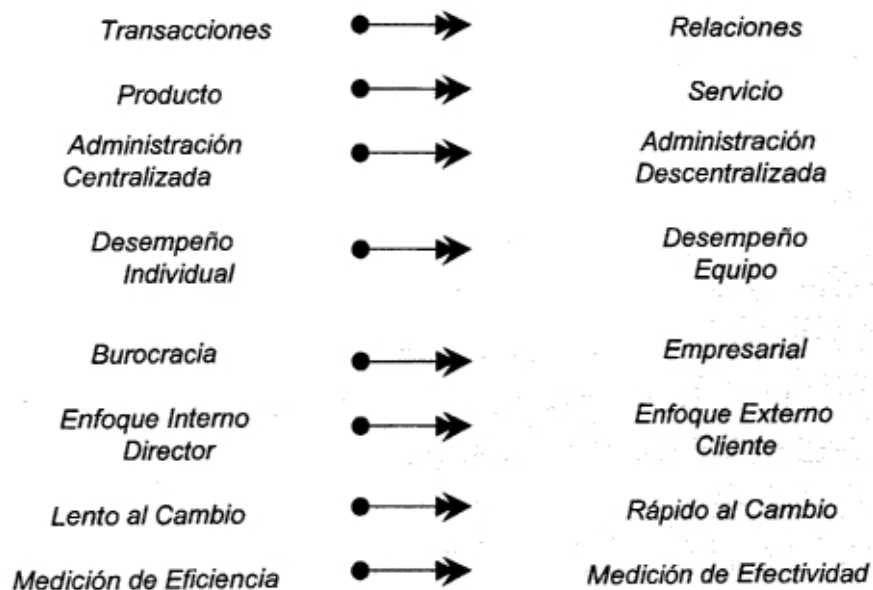 Transacciones Relaciones
Producto Servicio
Administración Administración
Centralizada Descentralizada
Desempeño Desempeño
Individual Equipo
Burocracia Empresarial
Enfoque Interno Enfoque Externo
Director Cliente
Lento al Cambio Rápido al Cambio
Medición de Eficiencia Medición de Efectividad